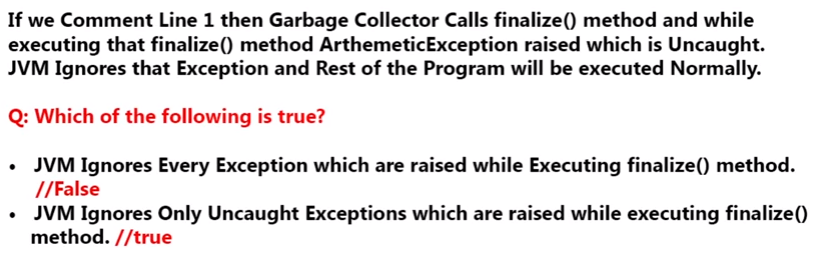 If we Comment Line 1 then Garbage Collector Calls finalize() method and while
executing that finalize() method ArthemeticException raised which is Uncaught.
JVM Ignores that Exception and Rest of the Program will be executed Normally.
Q: Which of the following is true?
• JVM Ignores Every Exception which are raised while Executing finalize() method.
//False
• JVM Ignores Only Uncaught Exceptions which are raised while executing finalize()
method. //true